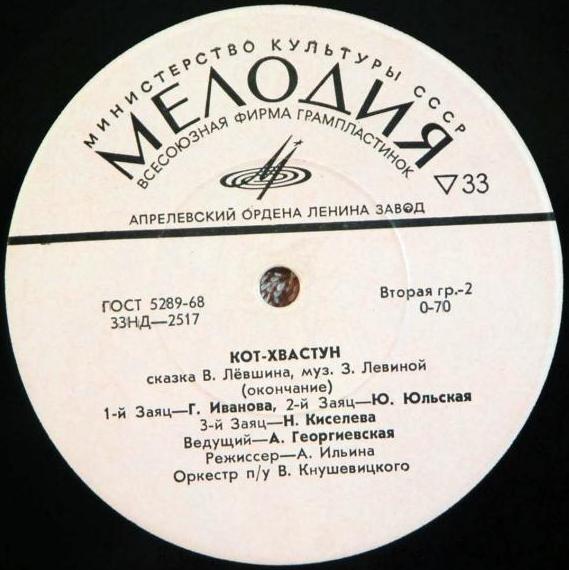 МИНИСТЕРСТВО КУЛЬТУРЫ СССР
МЕЛОДИЯ
ВСЕСОЮЗНАЯ ФИРМА ГРАМПЛАСТИНОК
▽33
АПРЕЛЕВСКИЙ ОРДЕНА ЛЕНИНА ЗАВОД
ГОСТ 5289-68
33НД—2517
Вторая гр.-2
0-70
КОТ-ХВАСТУН
сказка В. Лёвшина, муз. З. Левиной
(окончание)
1-й Заяц—Г. Иванова, 2-й Заяц—Ю. Юльская
3-й Заяц—Н. Киселева
Ведущий—А. Георгиевская
Режиссер—А. Ильина
Оркестр п/у В. Кнушевицкого